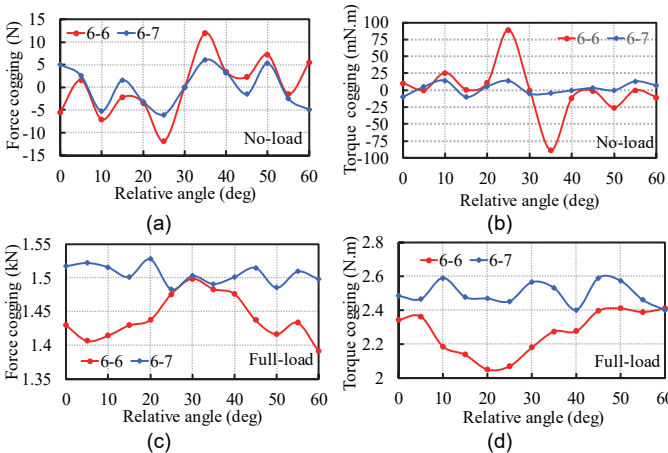 Force cogging (N)
15
10
5
0
-5
-10
-15
6-6 6-7
No-load
0 10 20 30 40 50 60
Relative angle (deg)
(a)
Torque cogging (mN.m)
100
75
50
25
0
-25
-50
-75
-100
6-6 6-7
No-load
0 10 20 30 40 50 60
Relative angle (deg)
(b)
Force cogging (kN)
1.55
1.5
1.45
1.4
1.35
6-6 6-7
Full-load
0 10 20 30 40 50 60
Relative angle (deg)
(c)
Torque cogging (N.m)
2.8
2.6
2.4
2.2
2
6-6 6-7
Full-load
0 10 20 30 40 50 60
Relative angle (deg)
(d)